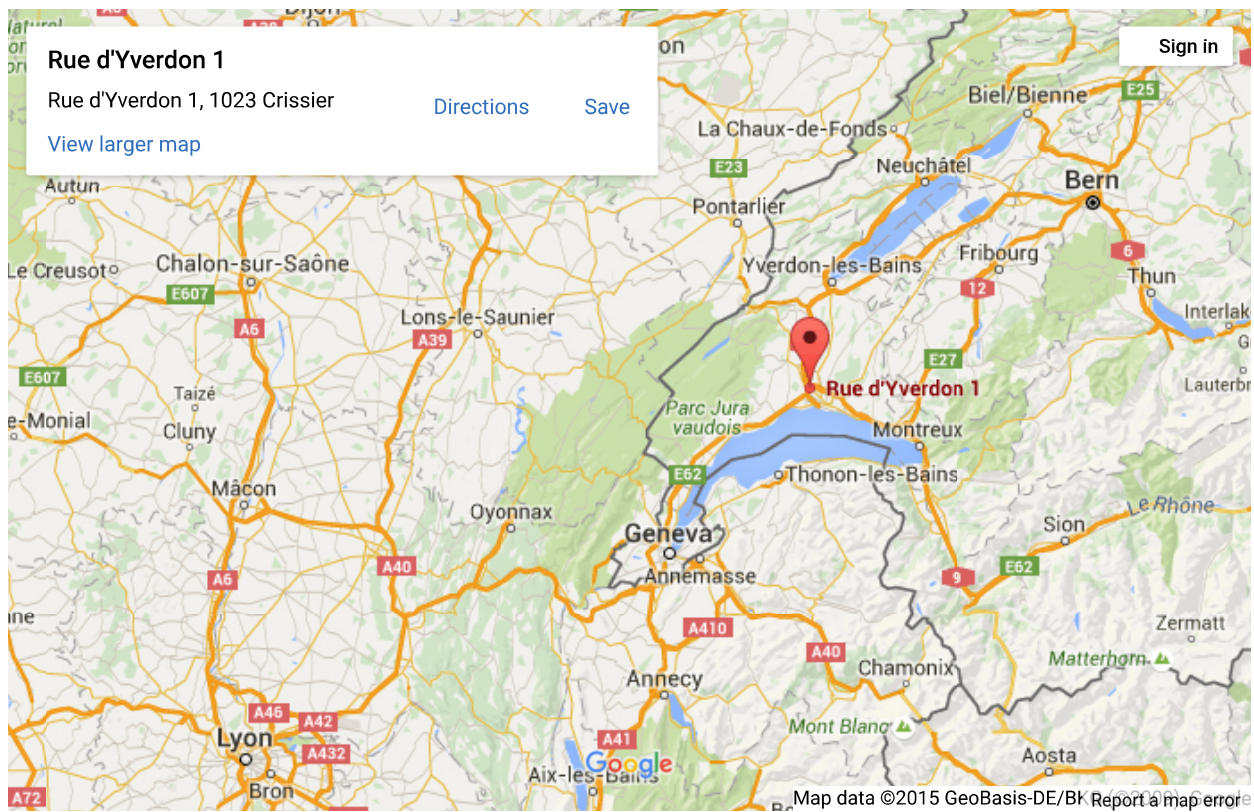 Dijon
Rue d'Yverdon 1
Rue d'Yverdon 1, 1023 Crissier
Directions
Save
View larger map
Sign in
Biel/Bienne
E25
La Chaux-de-Fonds
E23
Neuchâtel
Bern
Autun
Pontarlier
6
Le Creusot
Chalon-sur-Saône
Yverdon-les-Bains
Fribourg
Thun
E607
12
A6
Lons-le-Saunier
A39
Interlak
E27
E607
Lauterbr
Taizé
Rue d'Yverdon 1
Parc Jura
vaudois
e-Monial
Cluny
Montreux
E62
Thonon-les-Bains
Mâcon
Oyonnax
Le Rhône
Sion
Geneva
A6
A40
Annemasse
9
E62
nne
A410
Zermatt
A40
Matterhorn
Chamonix
Annecy
A46
A42
Mont Blanc
Lyon
A41
A432
Google
Aosta
Aix-les-Bains
Bron
A72
Map data ©2015 GeoBasis-DE/BK
Report a map error